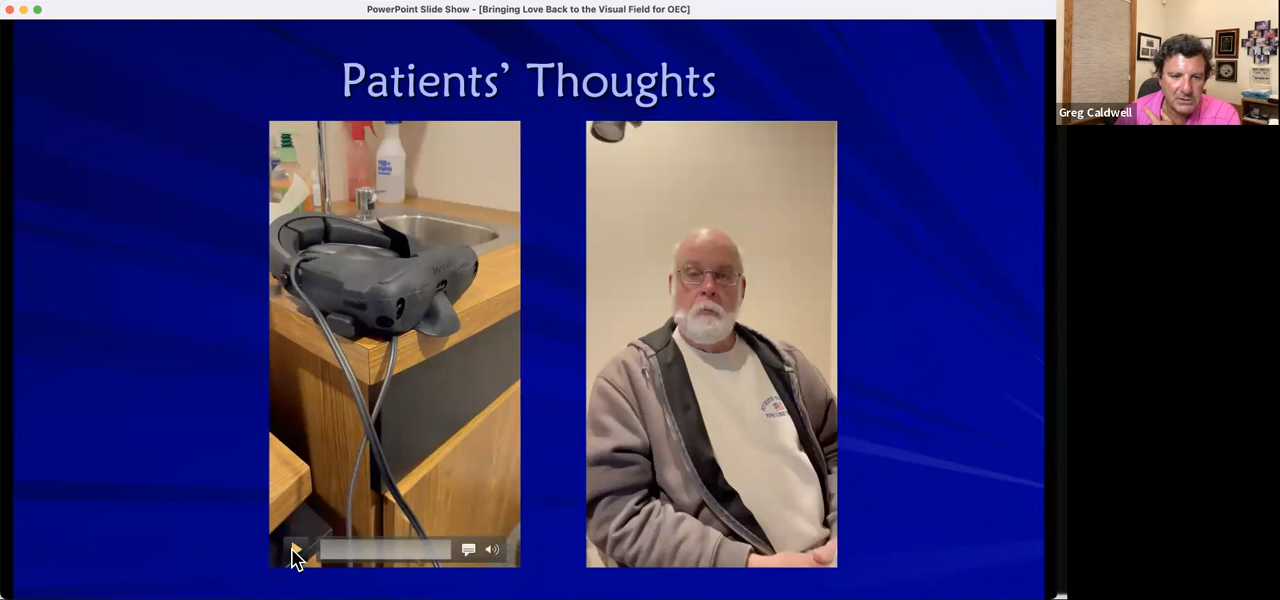 PowerPoint Slide Show - [Bringing Love Back to the Visual Field for OEC]
Patients' Thoughts
Greg Caldwell